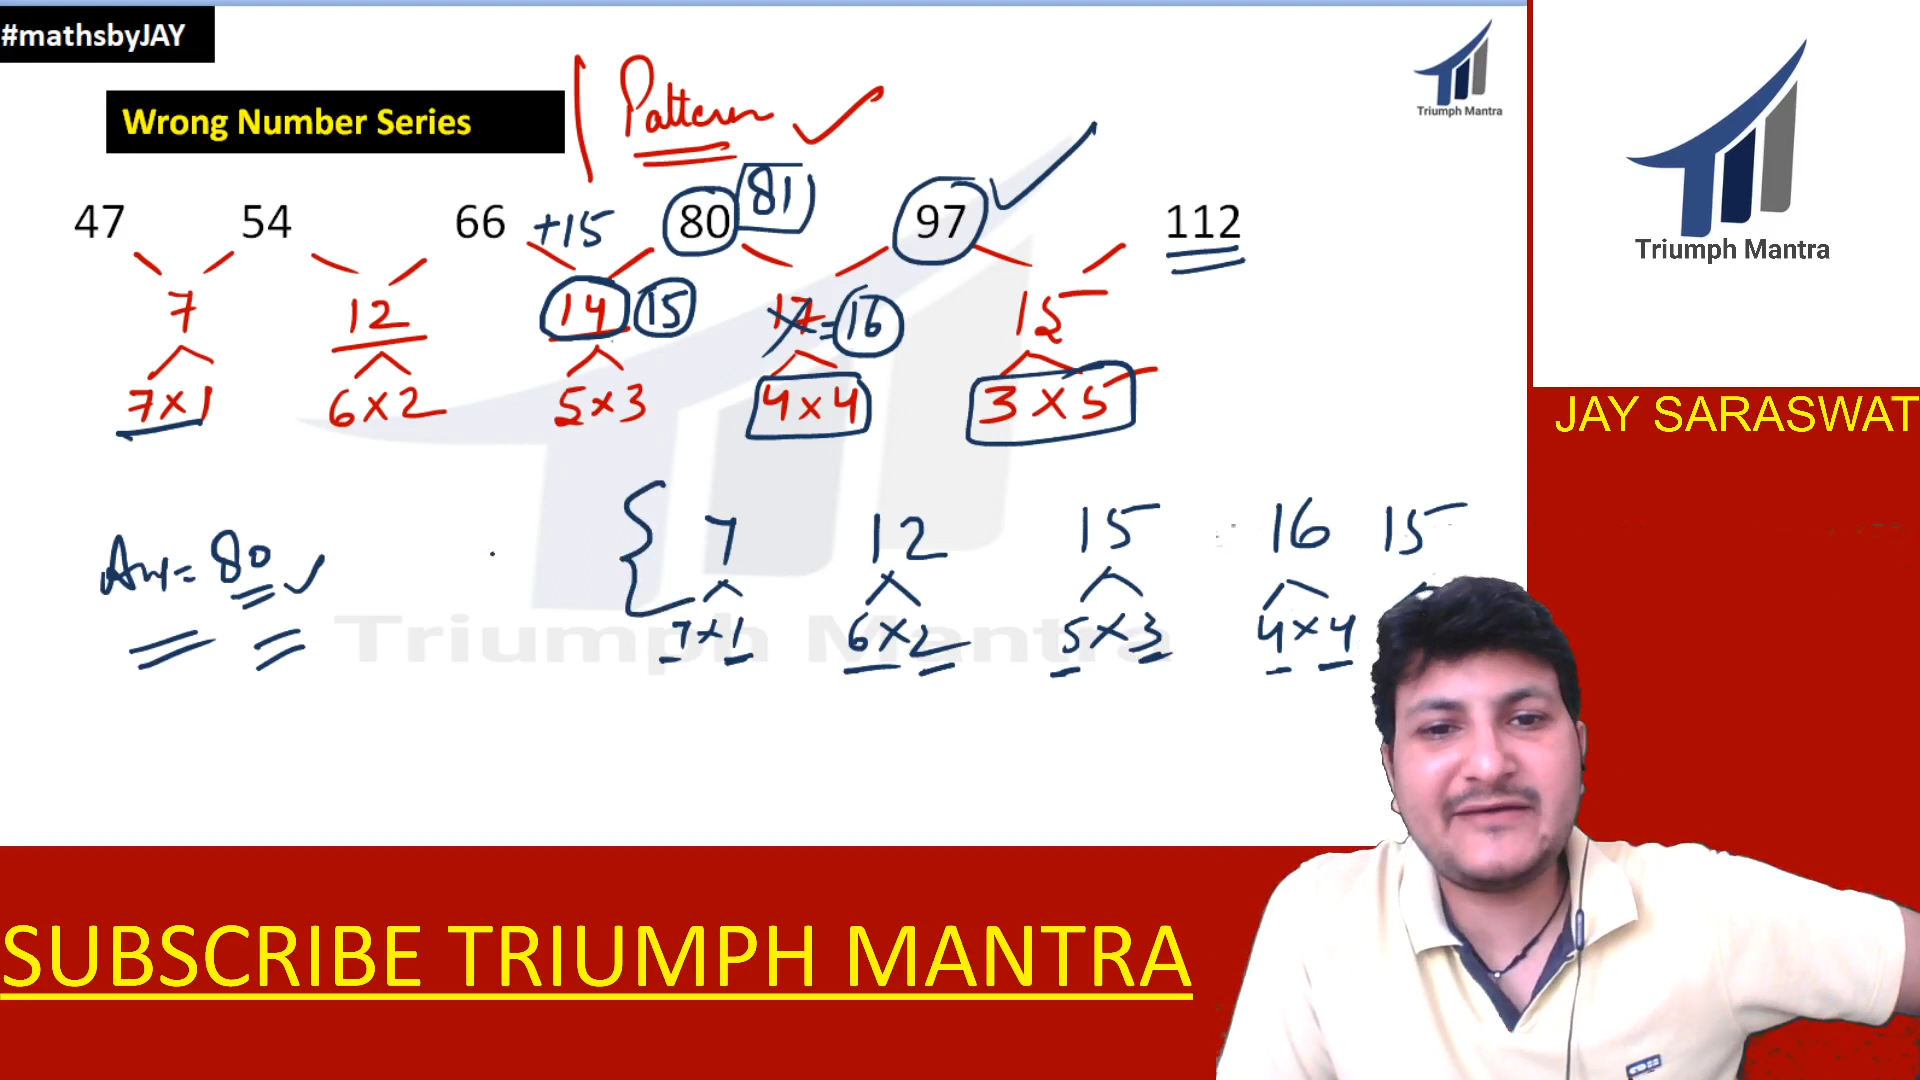 #mathsbyJAY
Wrong Number Series
Pattern
Triumph Mantra
Triumph Mantra
47 54 66 +15 80 81 97 112
7 12 14 15 17 = 16 15
7×1 6×2 5×3 4×4 3×5
JAY SARASWAT
Ans = 80
7 12 15 16 15
7×1 6×2 5×3 4×4
Triumph Mantra
SUBSCRIBE TRIUMPH MANTRA